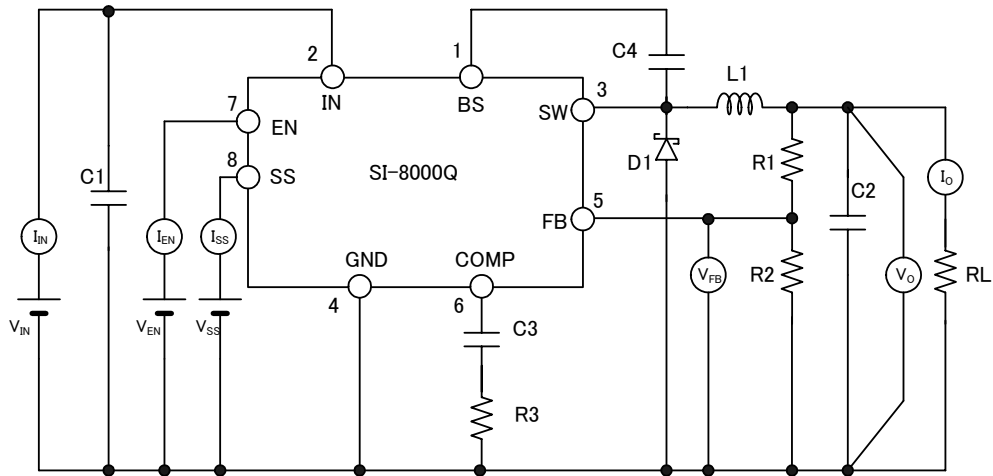 2
1
C4
L1
3
IN
BS
SW
7
EN
D1
R1
8
SS
SI-8000Q
C1
5
C2
I_O
FB
I_IN
I_EN
I_SS
GND
COMP
V_FB
R2
V_O
RL
4
6
V_IN
V_EN
V_SS
C3
R3